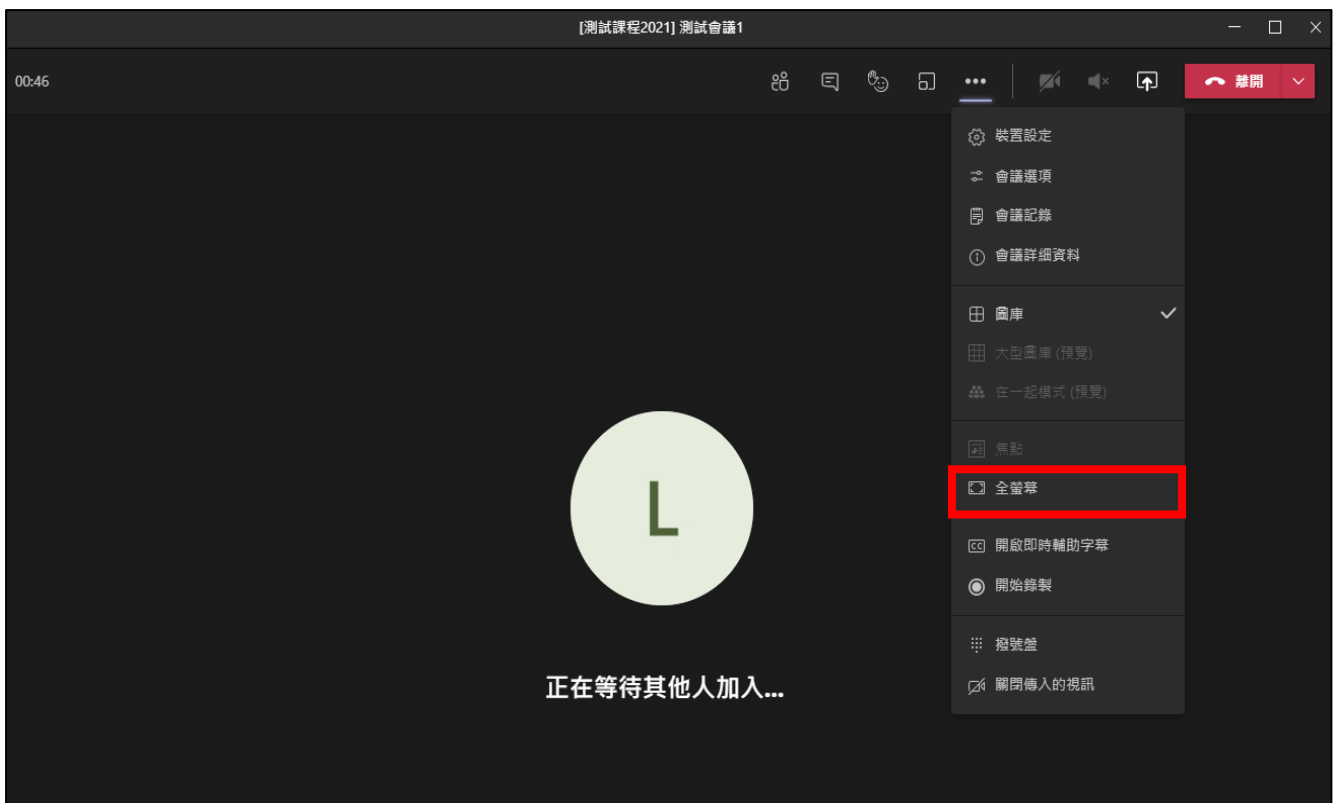 [測試課程2021] 測試會議1
00:46
離開
裝置設定
會議選項
會議記錄
會議詳細資料
圖庫
大型圖庫 (預覽)
在一起模式 (預覽)
焦點
全螢幕
CC 開啟即時輔助字幕
開始錄製
撥號盤
關閉傳入的視訊
L
正在等待其他人加入...